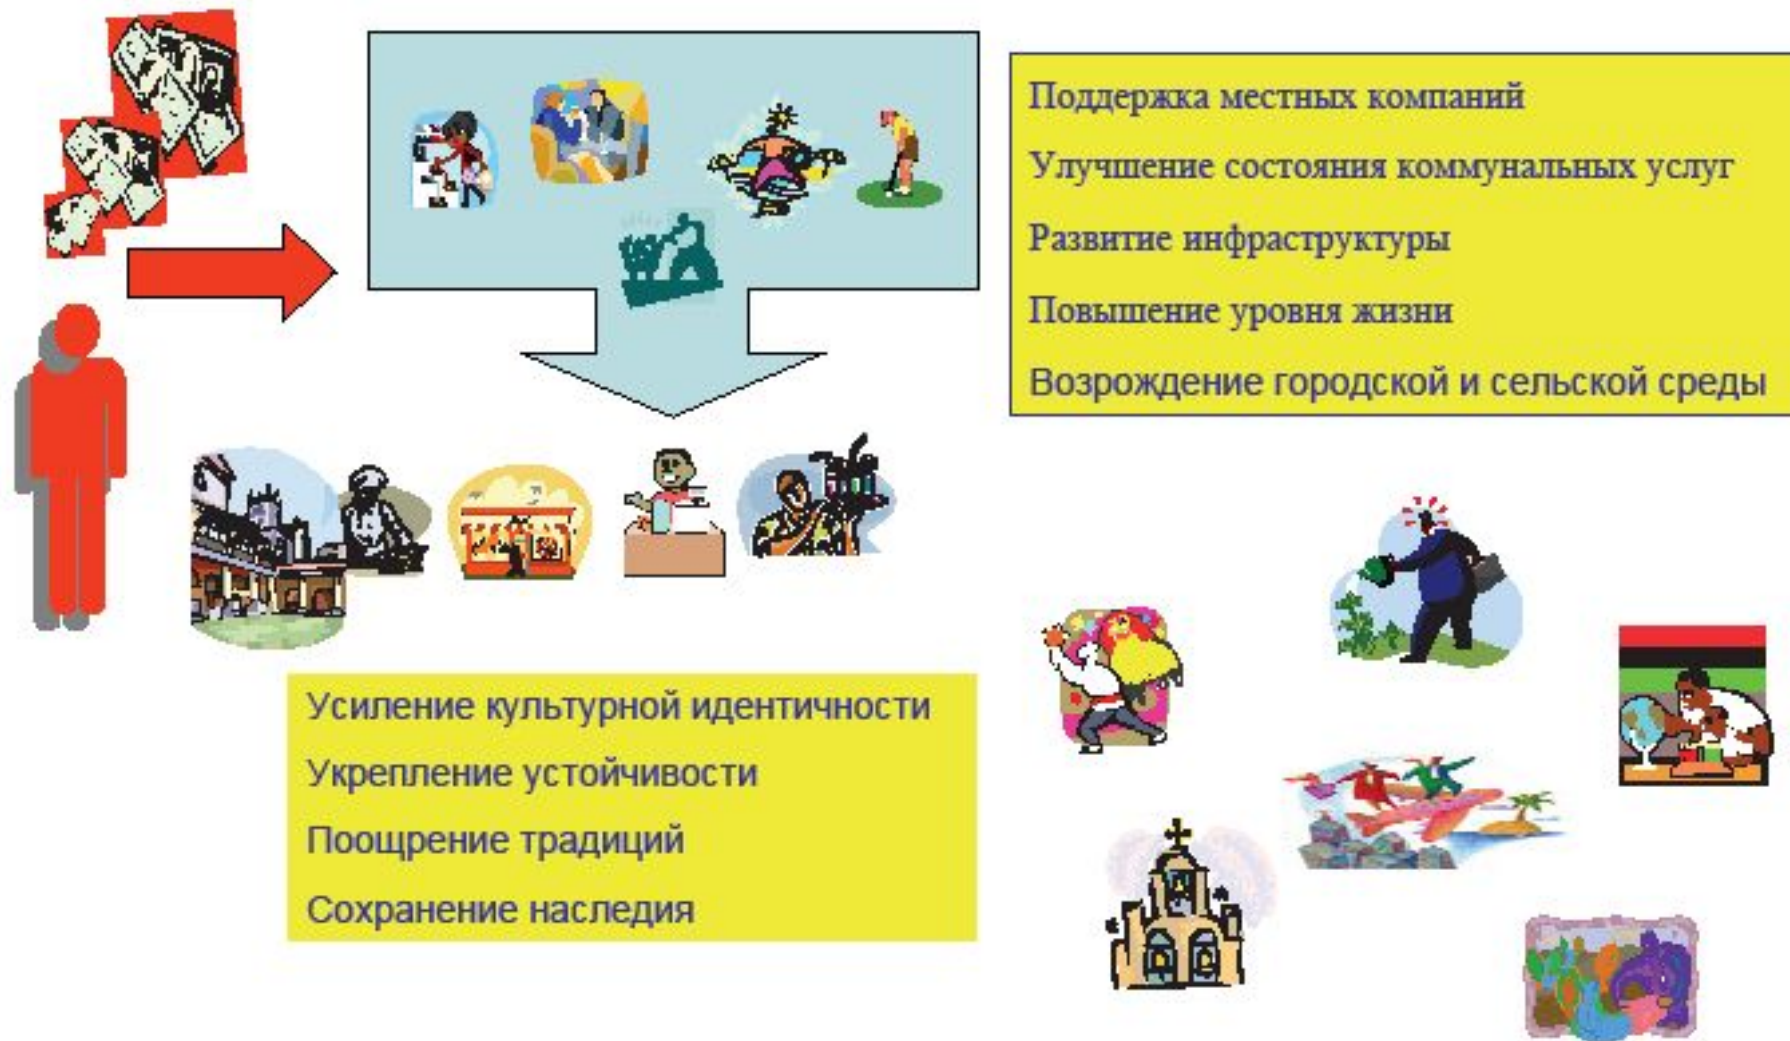 Поддержка местных компаний
Улучшение состояния коммунальных услуг
Развитие инфраструктуры
Повышение уровня жизни
Возрождение городской и сельской среды
Усиление культурной идентичности
Укрепление устойчивости
Поощрение традиций
Сохранение наследия